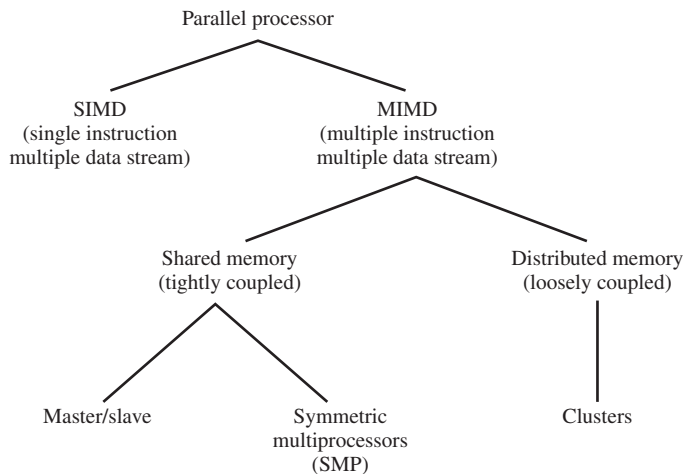 Parallel processor
SIMD
(single instruction
multiple data stream)
MIMD
(multiple instruction
multiple data stream)
Shared memory
(tightly coupled)
Distributed memory
(loosely coupled)
Master/slave
Symmetric
multiprocessors
(SMP)
Clusters